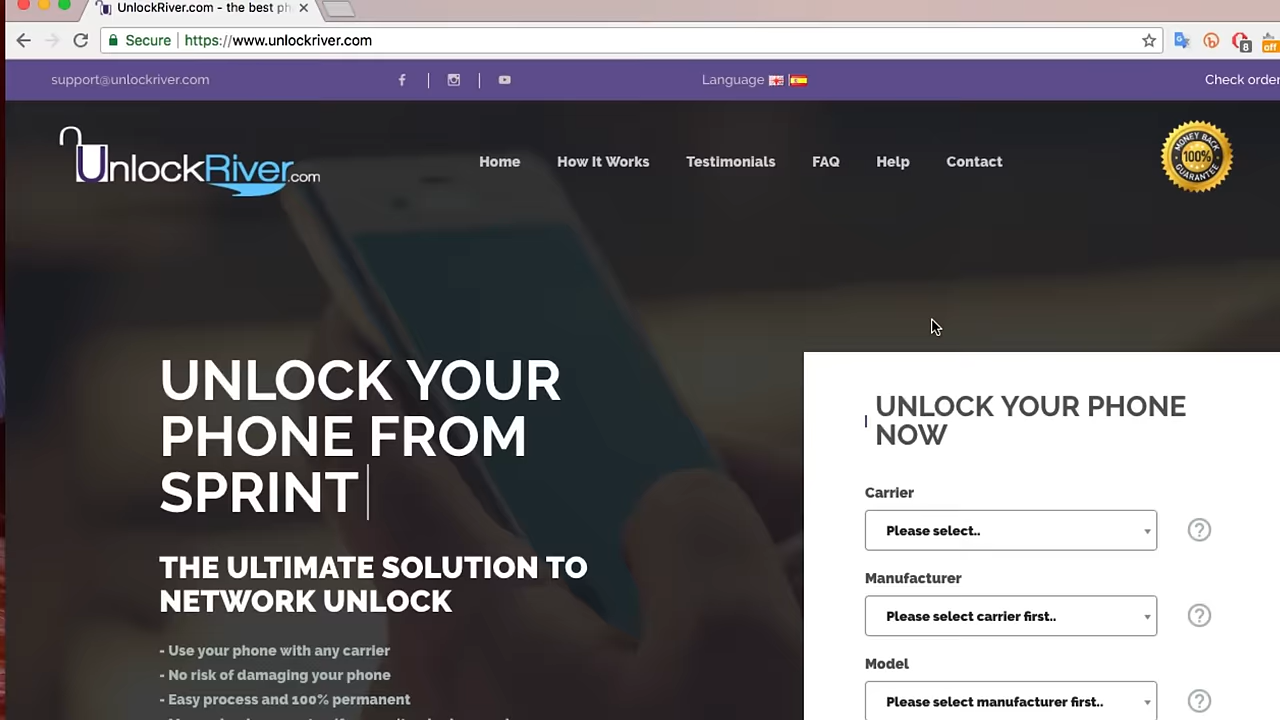 UnlockRiver.com - the best ph
Secure https://www.unlockriver.com
8 off
support@unlockriver.com Language Check order
UnlockRiver.com Home How It Works Testimonials FAQ Help Contact
MONEY BACK
100%
GUARANTEE
UNLOCK YOUR
PHONE FROM
SPRINT
THE ULTIMATE SOLUTION TO
NETWORK UNLOCK
- Use your phone with any carrier
- No risk of damaging your phone
- Easy process and 100% permanent
UNLOCK YOUR PHONE
NOW
Carrier
Please select..
?
Manufacturer
Please select carrier first..
?
Model
Please select manufacturer first..
?